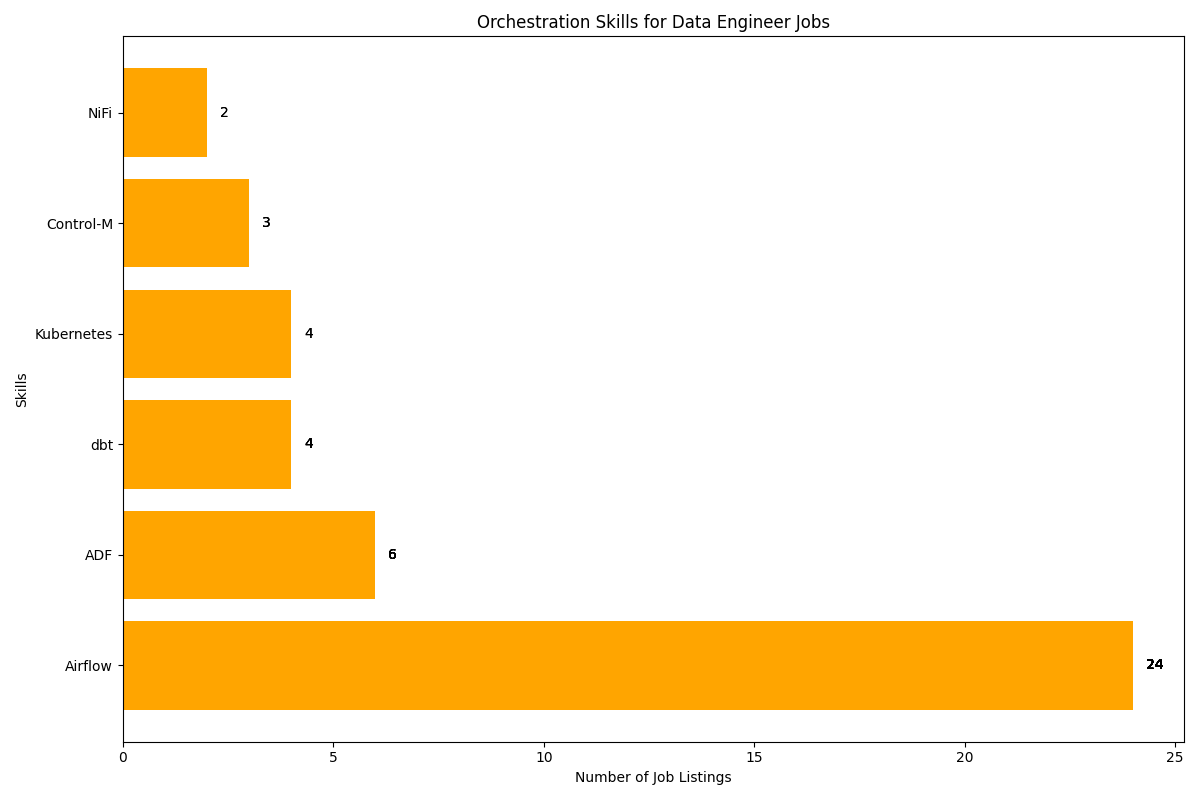 Orchestration Skills for Data Engineer Jobs
NiFi
2
Control-M
3
Kubernetes
4
dbt
4
ADF
6
Airflow
24
0 5 10 15 20 25
Number of Job Listings
Skills